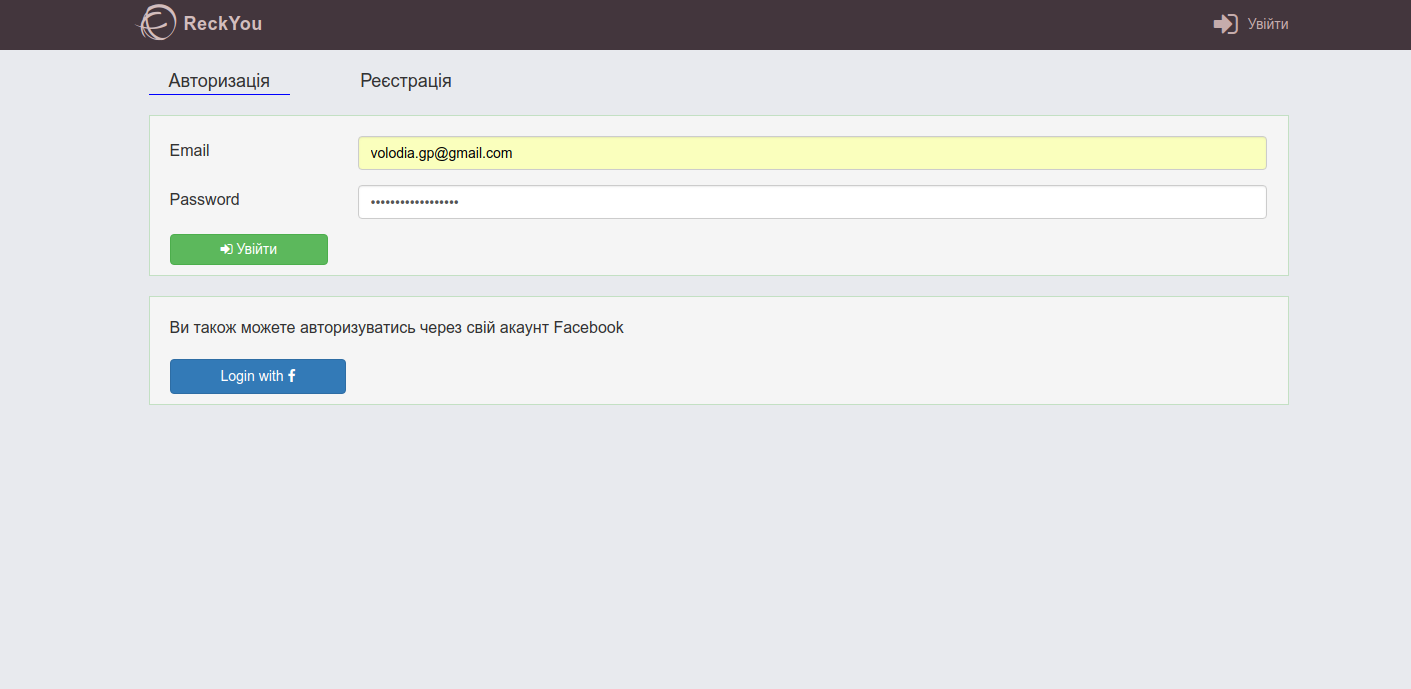 ReckYou
Увійти
Авторизація Реєстрація
Email volodia.gp@gmail.com
Password •••••••••••••••••
Увійти
Ви також можете авторизуватись через свій акаунт Facebook
Login with f